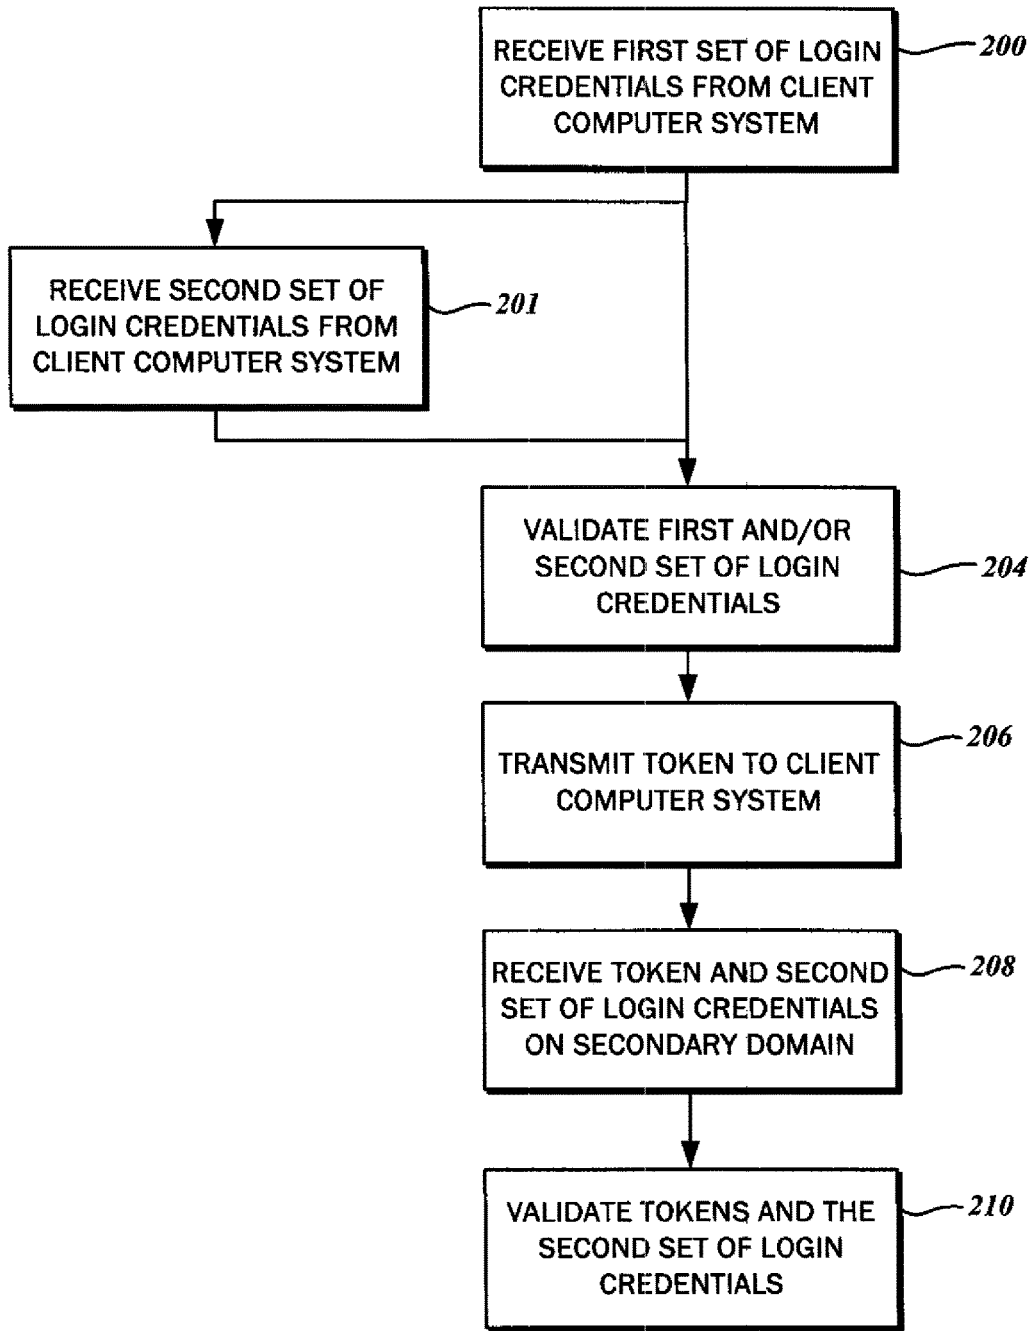 RECEIVE FIRST SET OF LOGIN
CREDENTIALS FROM CLIENT
COMPUTER SYSTEM
200
RECEIVE SECOND SET OF
LOGIN CREDENTIALS FROM
CLIENT COMPUTER SYSTEM
201
VALIDATE FIRST AND/OR
SECOND SET OF LOGIN
CREDENTIALS
204
TRANSMIT TOKEN TO CLIENT
COMPUTER SYSTEM
206
RECEIVE TOKEN AND SECOND
SET OF LOGIN CREDENTIALS
ON SECONDARY DOMAIN
208
VALIDATE TOKENS AND THE
SECOND SET OF LOGIN
CREDENTIALS
210